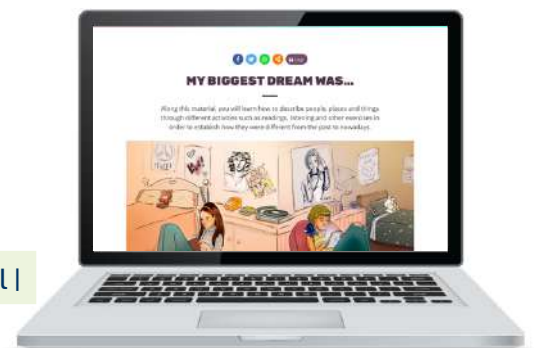 MY BIGGEST DREAM WAS...
Along this material, you will learn how to describe people, places and things
through different activities such as readings, listening and other exercises in
order to establish how they were different from the past to nowadays.
l |